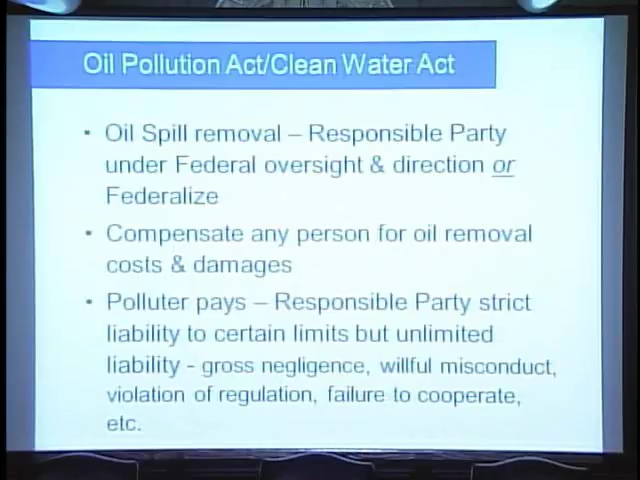 Oil Pollution Act/Clean Water Act
• Oil Spill removal – Responsible Party
under Federal oversight & direction or
Federalize
• Compensate any person for oil removal
costs & damages
• Polluter pays – Responsible Party strict
liability to certain limits but unlimited
liability - gross negligence, willful misconduct,
violation of regulation, failure to cooperate,
etc.